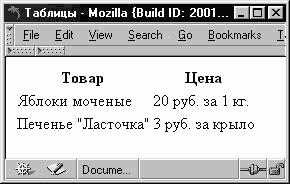 Таблицы - Mozilla {Build ID: 2001...
File Edit View Search Go Bookmarks T
Товар Цена
Яблоки моченые 20 руб. за 1 кг.
Печенье "Ласточка" 3 руб. за крыло
Docume...